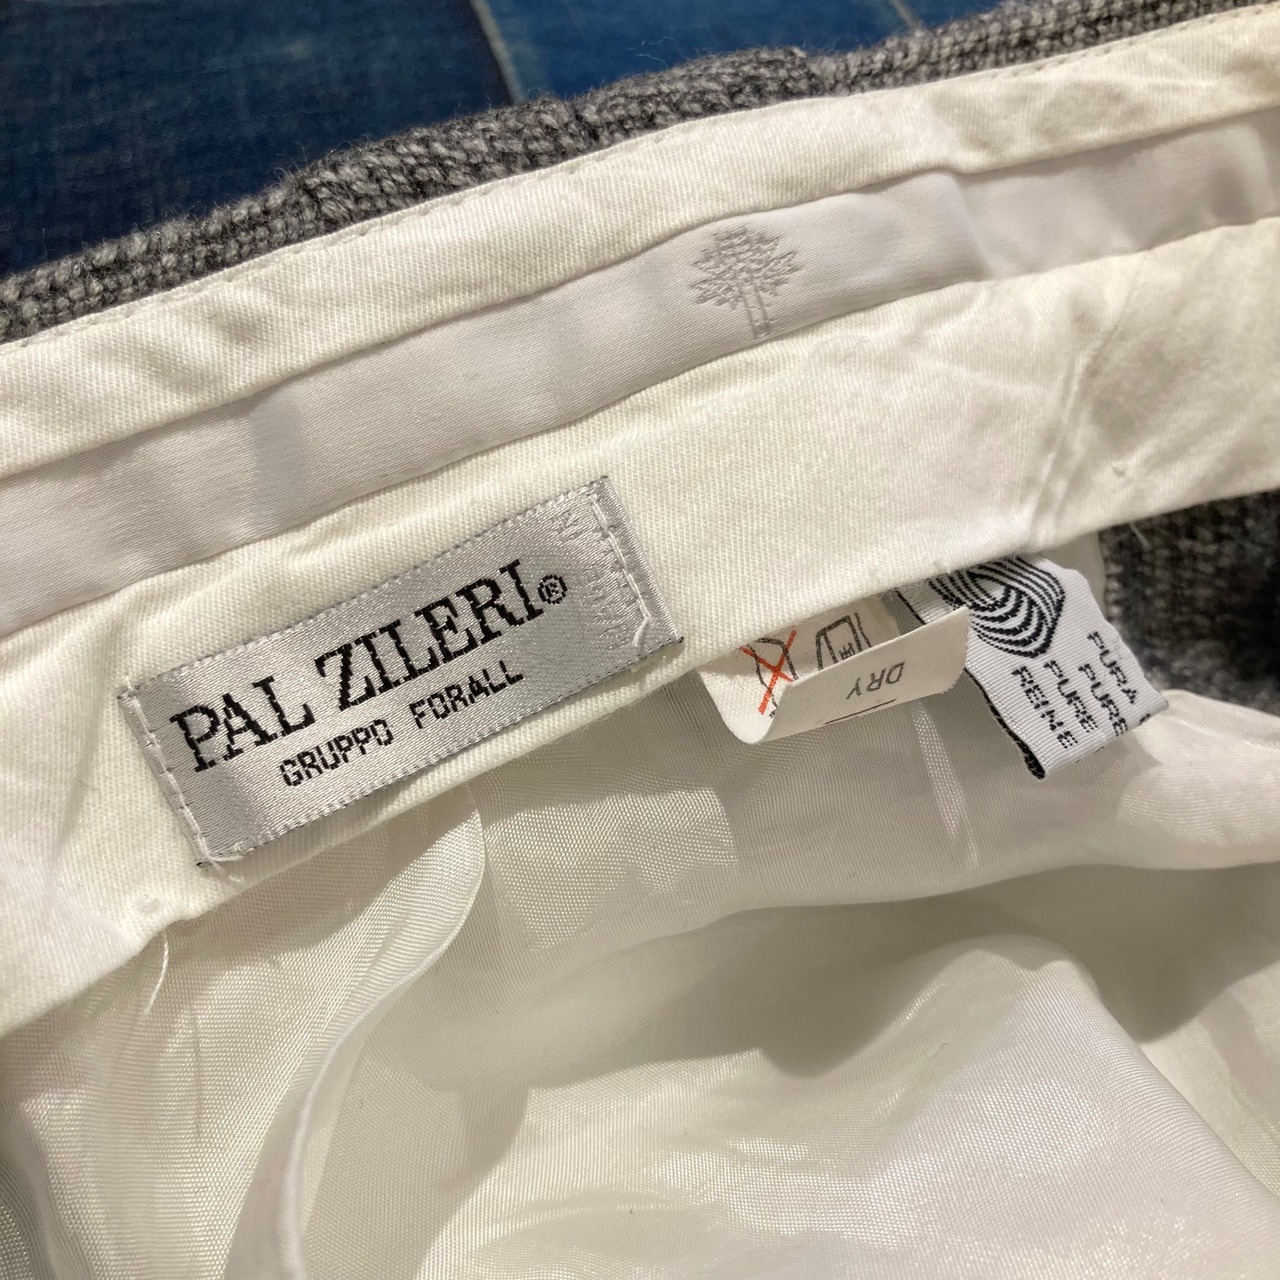 PAL ZILERI®
GRUPPO FORALL
DRY
PURA
PURE
PURE
REINE